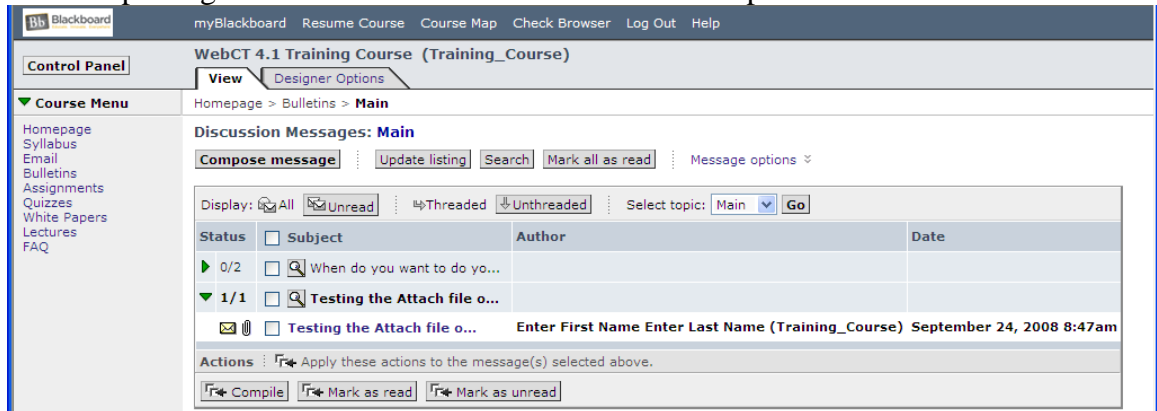 Bb Blackboard
myBlackboard Resume Course Course Map Check Browser Log Out Help
Control Panel
WebCT 4.1 Training Course (Training_Course)
View Designer Options
Course Menu
Homepage > Bulletins > Main
Homepage
Syllabus
Email
Bulletins
Assignments
Quizzes
White Papers
Lectures
FAQ
Discussion Messages: Main
Compose message Update listing Search Mark all as read Message options
Display: All Unread Threaded Unthreaded Select topic: Main Go
Status Subject Author Date
0/2 When do you want to do yo...
1/1 Testing the Attach file o...
Testing the Attach file o... Enter First Name Enter Last Name (Training_Course) September 24, 2008 8:47am
Actions Apply these actions to the message(s) selected above.
Compile Mark as read Mark as unread